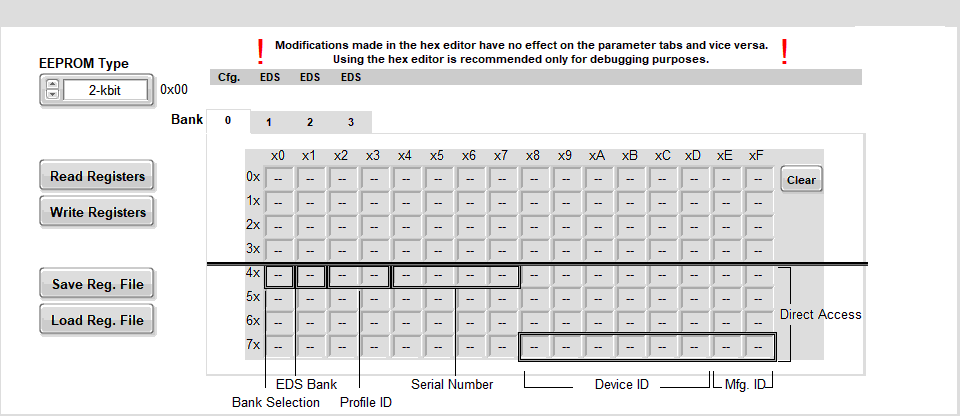 ! Modifications made in the hex editor have no effect on the parameter tabs and vice versa. !
Using the hex editor is recommended only for debugging purposes.
EEPROM Type
2-kbit 0x00
Cfg. EDS EDS EDS
Bank 0 1 2 3
x0 x1 x2 x3 x4 x5 x6 x7 x8 x9 xA xB xC xD xE xF
0x -- -- -- -- -- -- -- -- -- -- -- -- -- -- -- --
1x -- -- -- -- -- -- -- -- -- -- -- -- -- -- -- --
2x -- -- -- -- -- -- -- -- -- -- -- -- -- -- -- --
3x -- -- -- -- -- -- -- -- -- -- -- -- -- -- -- --
4x -- -- -- -- -- -- -- -- -- -- -- -- -- -- -- --
5x -- -- -- -- -- -- -- -- -- -- -- -- -- -- -- --
6x -- -- -- -- -- -- -- -- -- -- -- -- -- -- -- --
7x -- -- -- -- -- -- -- -- -- -- -- -- -- -- -- --
Clear
Read Registers
Write Registers
Save Reg. File
Load Reg. File
Direct Access
EDS Bank Serial Number Device ID Mfg. ID
Bank Selection Profile ID